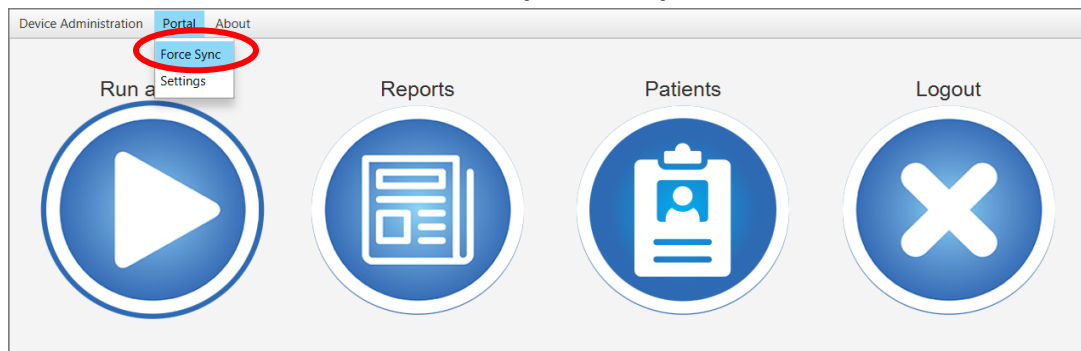 Device Administration Portal About
Force Sync
Settings
Run a
Reports
Patients
Logout